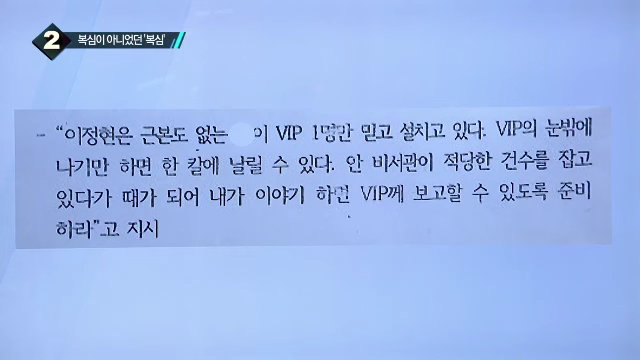 2
복심이 아니었던 '복심'
- "이정현은 근본도 없는 이 VIP 1명만 믿고 설치고 있다. VIP의 눈밖에
나기만 하면 한 칼에 날릴 수 있다. 안 비서관이 적당한 건수를 잡고
있다가 때가 되어 내가 이야기 하면 VIP께 보고할 수 있도록 준비
하라"고 지시